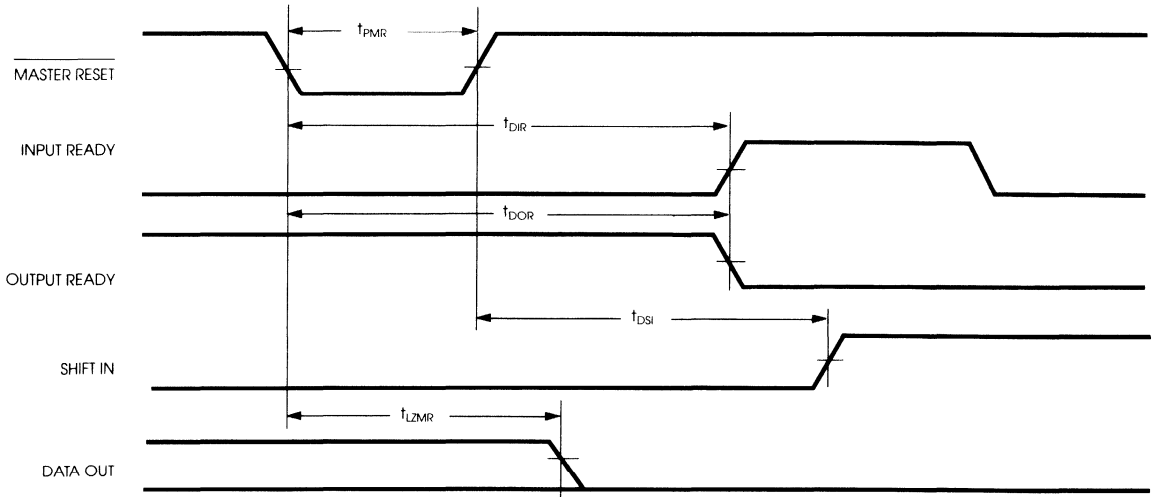 tPMR
MASTER RESET
tDIR
INPUT READY
tDOR
OUTPUT READY
tDSI
SHIFT IN
tLZMR
DATA OUT